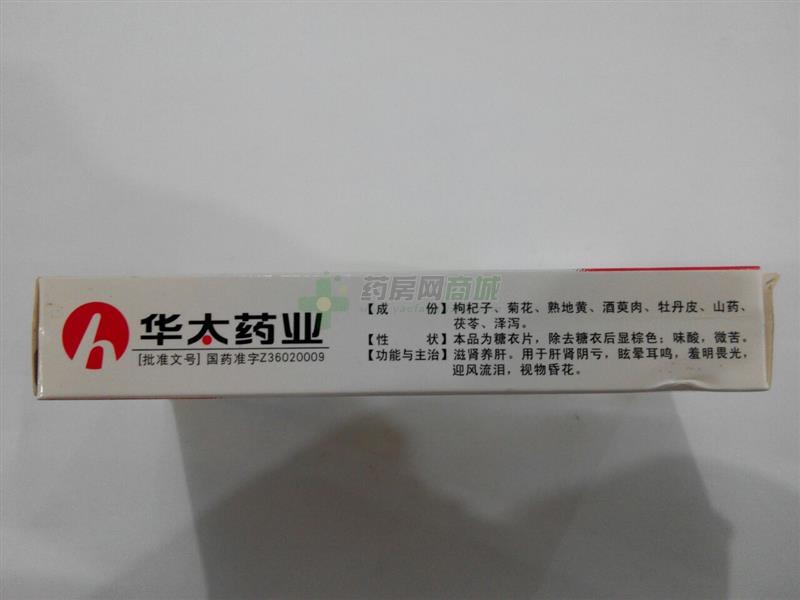 药房网商城
华太药业
[批准文号] 国药准字Z36020009
【成 份】枸杞子、菊花、熟地黄、酒萸肉、牡丹皮、山药、
茯苓、泽泻。
【性 状】本品为糖衣片，除去糖衣后显棕色；味酸，微苦。
【功能与主治】滋肾养肝。用于肝肾阴亏，眩晕耳鸣，羞明畏光，
迎风流泪，视物昏花。